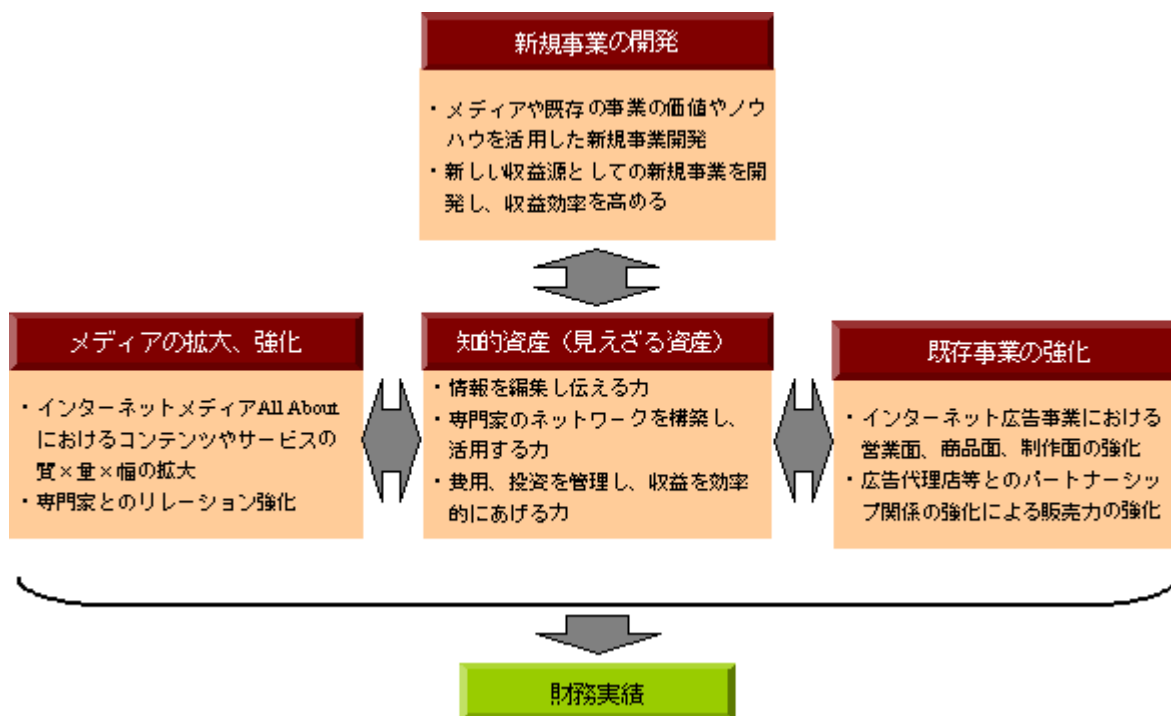 新規事業の開発
・メディアや既存の事業の価値やノウ
ハウを活用した新規事業開発
・新しい収益源としての新規事業を開
発し、収益効率を高める
メディアの拡大、強化
・インターネットメディアAll About
におけるコンテンツやサービスの
質×量×幅の拡大
・専門家とのリレーション強化
知的資産（見えざる資産）
・情報を編集し伝える力
・専門家のネットワークを構築し、
活用する力
・費用、投資を管理し、収益を効率
的にあげる力
既存事業の強化
・インターネット広告事業における
営業面、商品面、制作面の強化
・広告代理店等とのパートナーシッ
プ関係の強化による販売力の強化
財務実績